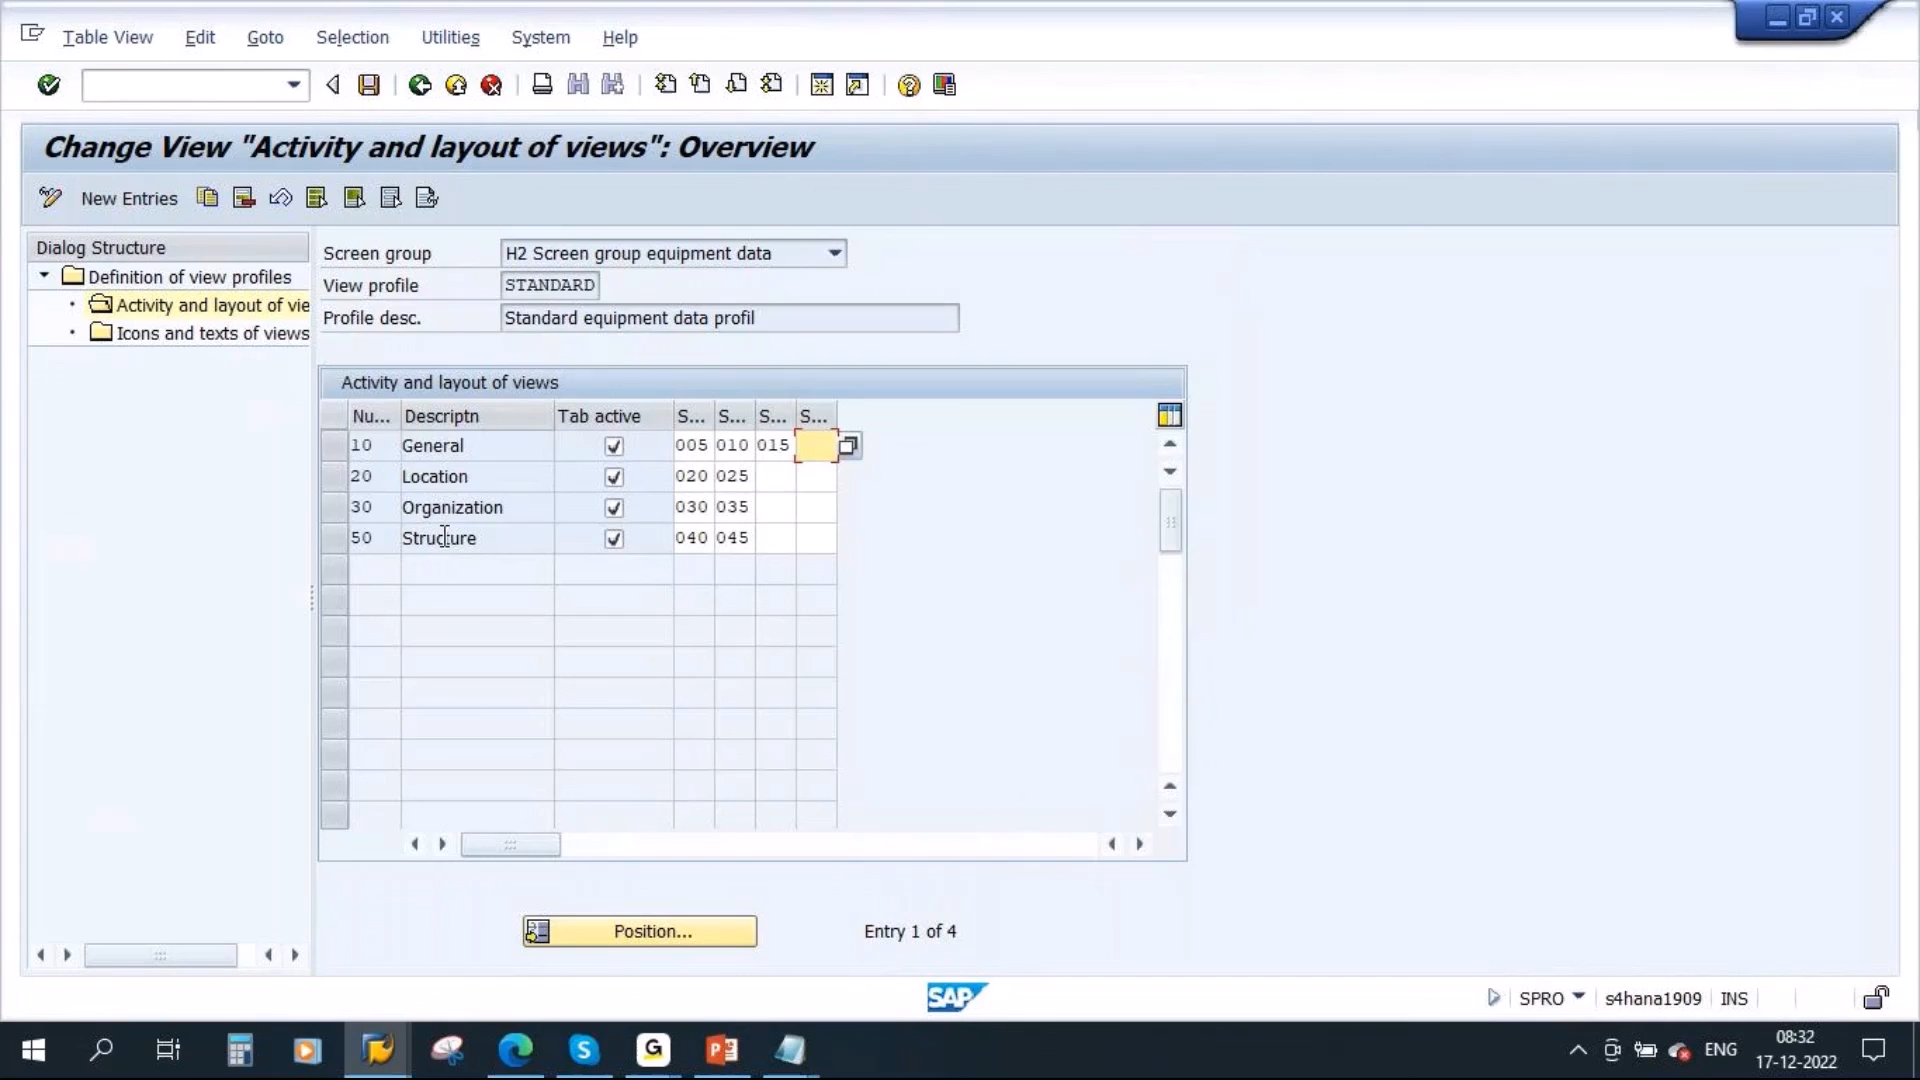 Table View Edit Goto Selection Utilities System Help
Change View "Activity and layout of views": Overview
New Entries
Dialog Structure
Definition of view profiles
Activity and layout of vie
Icons and texts of views
Screen group H2 Screen group equipment data
View profile STANDARD
Profile desc. Standard equipment data profil
Activity and layout of views
Nu... Descriptn Tab active S... S... S... S...
10 General 005 010 015
20 Location 020 025
30 Organization 030 035
50 Structure 040 045
Position... Entry 1 of 4
SAP
SPRO s4hana1909 INS
ENG
08:32
17-12-2022